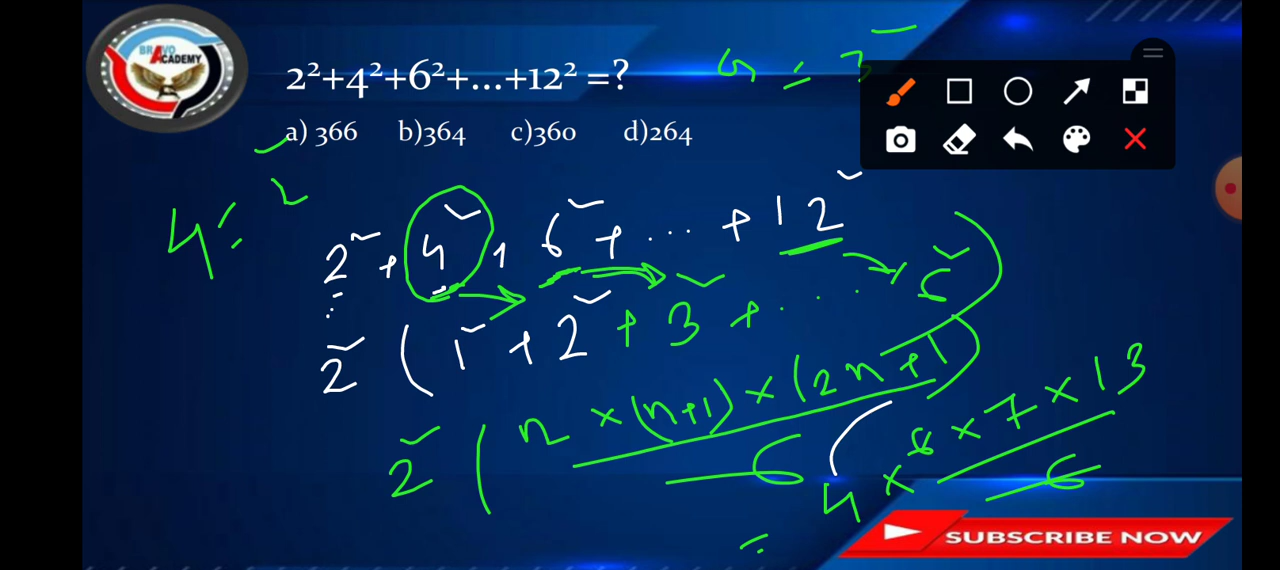 BRAVO
ACADEMY
2²+4²+6²+...+12² =?
a) 366 b)364 c)360 d)264
4 =
2² + 4² + 6² + ... + 12²
2² (1² + 2² + 3² + ... + 6²)
2² (n × (n+1) × (2n+1)
6
4 × 6 × 7 × 13
6
=
SUBSCRIBE NOW